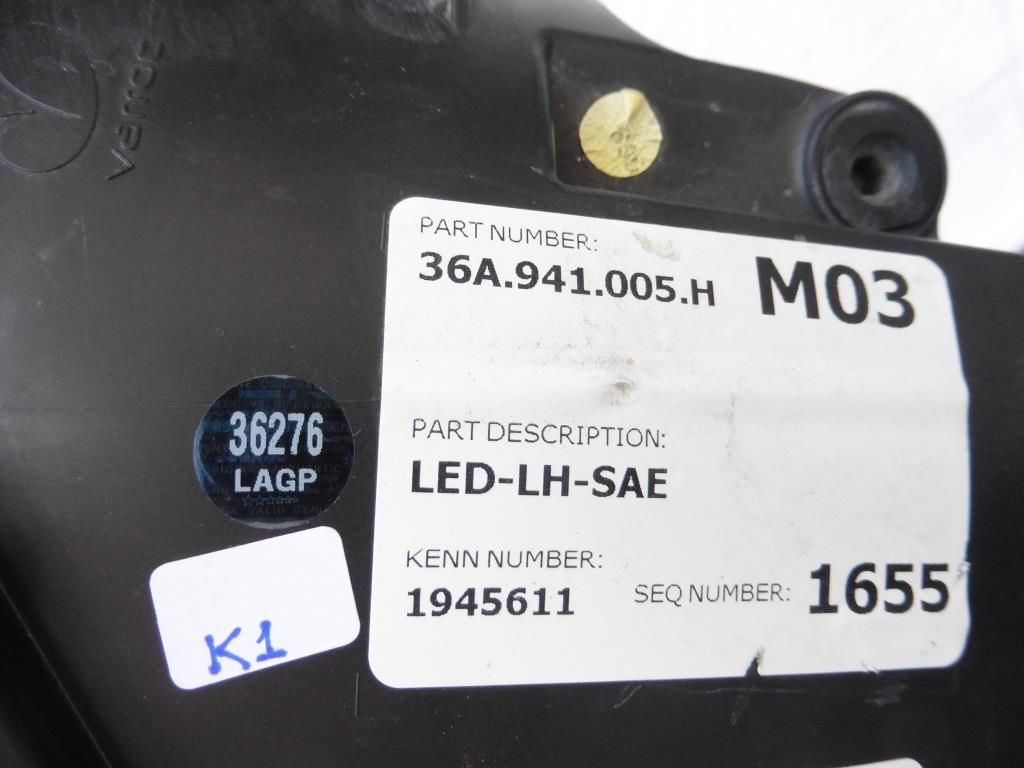 varroc
PART NUMBER:
36A.941.005.H
M03
PART DESCRIPTION:
LED-LH-SAE
KENN NUMBER:
1945611
SEQ NUMBER:
1655
36276
LAGP
K1